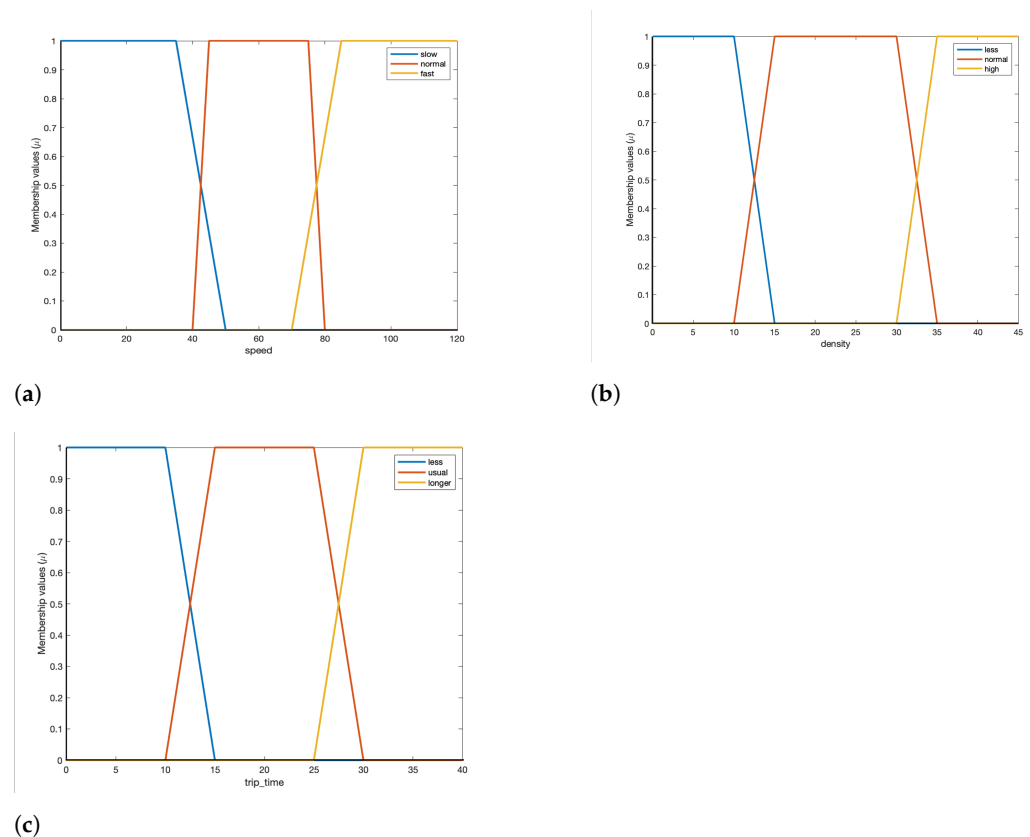 1
0.9
0.8
0.7
0.6
0.5
0.4
0.3
0.2
0.1
0
Membership values (μ)
0 20 40 60 80 100 120
speed
slow
normal
fast
(a)
1
0.9
0.8
0.7
0.6
0.5
0.4
0.3
0.2
0.1
0
Membership values (μ)
0 5 10 15 20 25 30 35 40 45
density
less
normal
high
(b)
1
0.9
0.8
0.7
0.6
0.5
0.4
0.3
0.2
0.1
0
Membership values (μ)
0 5 10 15 20 25 30 35 40
trip_time
less
usual
longer
(c)